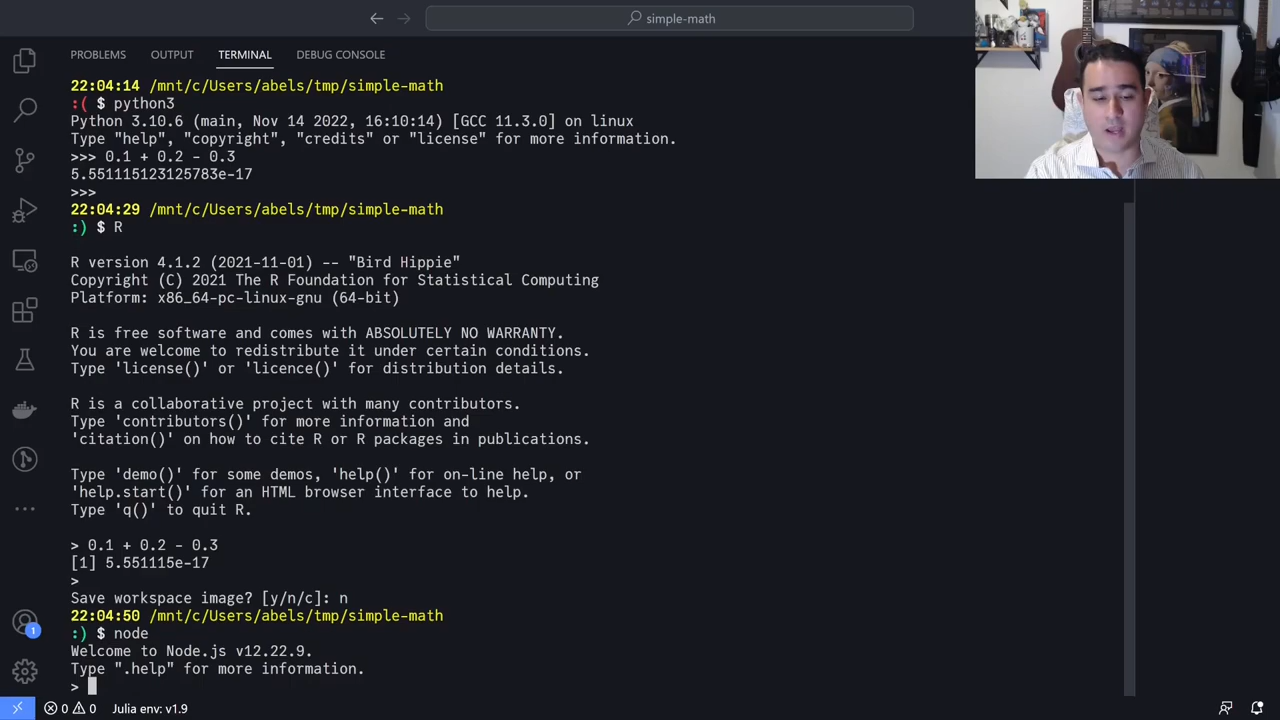 simple-math
PROBLEMS OUTPUT TERMINAL DEBUG CONSOLE
22:04:14 /mnt/c/Users/abels/tmp/simple-math
:( $ python3
Python 3.10.6 (main, Nov 14 2022, 16:10:14) [GCC 11.3.0] on linux
Type "help", "copyright", "credits" or "license" for more information.
>>> 0.1 + 0.2 - 0.3
5.551115123125783e-17
>>>
22:04:29 /mnt/c/Users/abels/tmp/simple-math
:) $ R
R version 4.1.2 (2021-11-01) -- "Bird Hippie"
Copyright (C) 2021 The R Foundation for Statistical Computing
Platform: x86_64-pc-linux-gnu (64-bit)
R is free software and comes with ABSOLUTELY NO WARRANTY.
You are welcome to redistribute it under certain conditions.
Type 'license()' or 'licence()' for distribution details.
R is a collaborative project with many contributors.
Type 'contributors()' for more information and
'citation()' on how to cite R or R packages in publications.
Type 'demo()' for some demos, 'help()' for on-line help, or
'help.start()' for an HTML browser interface to help.
Type 'q()' to quit R.
> 0.1 + 0.2 - 0.3
[1] 5.551115e-17
>
Save workspace image? [y/n/c]: n
22:04:50 /mnt/c/Users/abels/tmp/simple-math
:) $ node
Welcome to Node.js v12.22.9.
Type ".help" for more information.
>
1
0 0 Julia env: v1.9